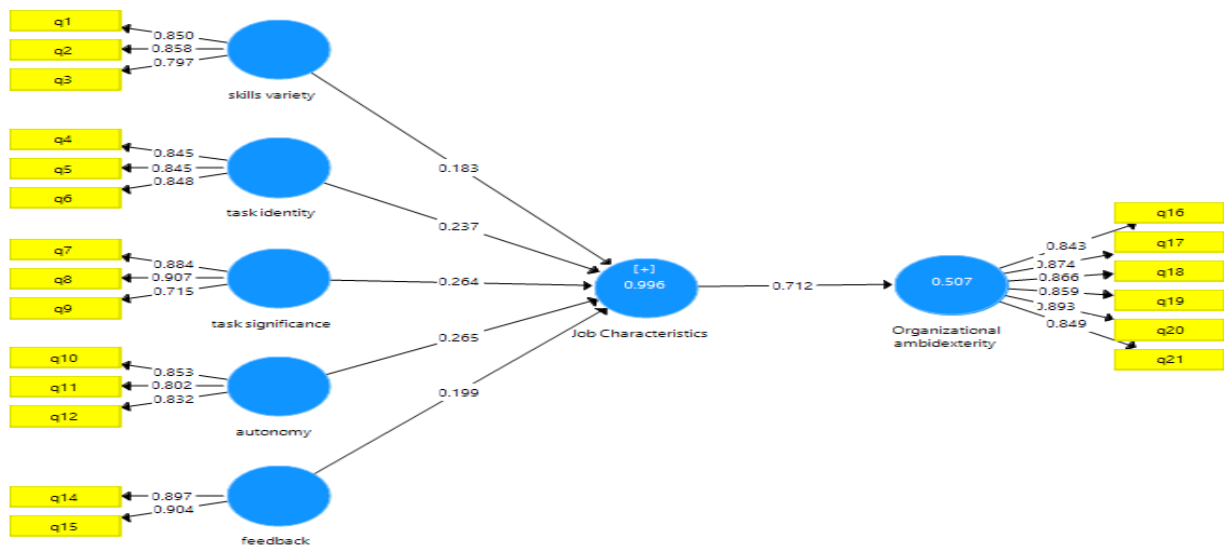 q1
0.850
q2
0.858
q3
0.797
skills variety
q4
0.845
q5
0.845
q6
0.848
task identity
q7
0.884
q8
0.907
q9
0.715
task significance
q10
0.853
q11
0.802
q12
0.832
autonomy
q14
0.897
q15
0.904
feedback
0.183
0.237
0.264
0.265
0.199
[+]
0.996
Job Characteristics
0.712
0.507
Organizational
ambidexterity
0.843
0.874
0.866
0.859
0.893
0.849
q16
q17
q18
q19
q20
q21